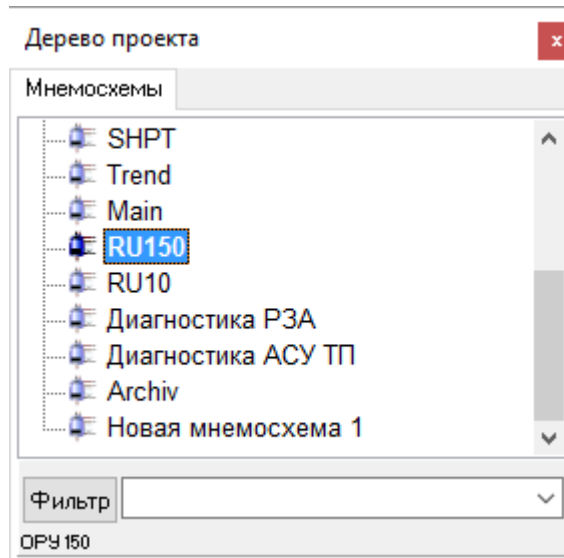 Дерево проекта
x
Мнемосхемы
SHPT
Trend
Main
RU150
RU10
Диагностика РЗА
Диагностика АСУ ТП
Archiv
Новая мнемосхема 1
Фильтр
ОРУ 150